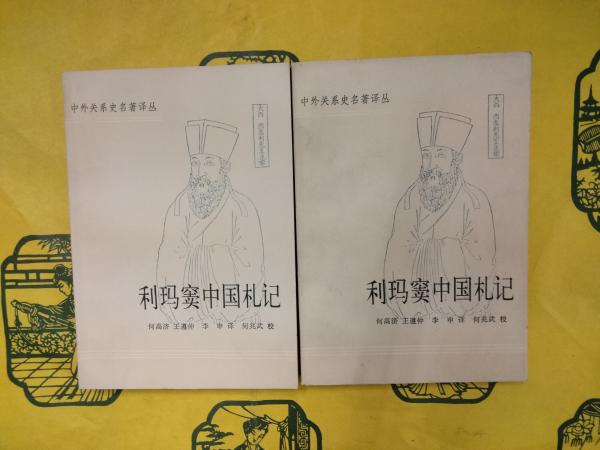 中外关系史名著译丛
利玛窦中国札记
何高济 王遵仲 李申 译 何兆武 校
中外关系史名著译丛
利玛窦中国札记
何高济 王遵仲 李申 译 何兆武 校